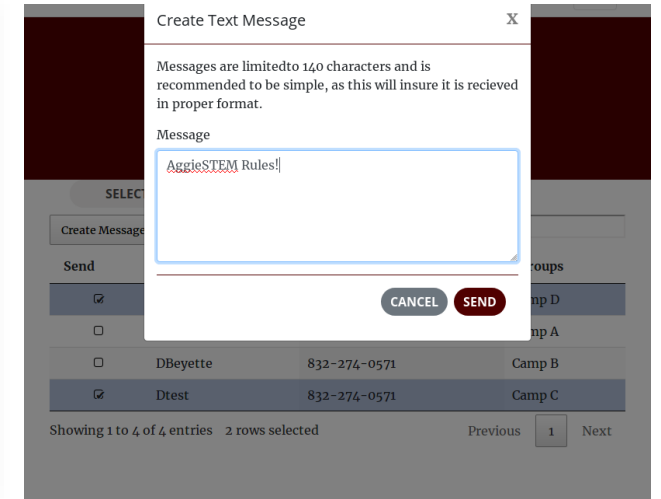 Create Text Message X
Messages are limitedto 140 characters and is
recommended to be simple, as this will insure it is recieved
in proper format.
Message
AggieSTEM Rules!
CANCEL SEND
SELECT
Create Message
Send oups
mp D
mp A
DBeyette 832-274-0571 Camp B
Dtest 832-274-0571 Camp C
Showing 1 to 4 of 4 entries 2 rows selected Previous 1 Next